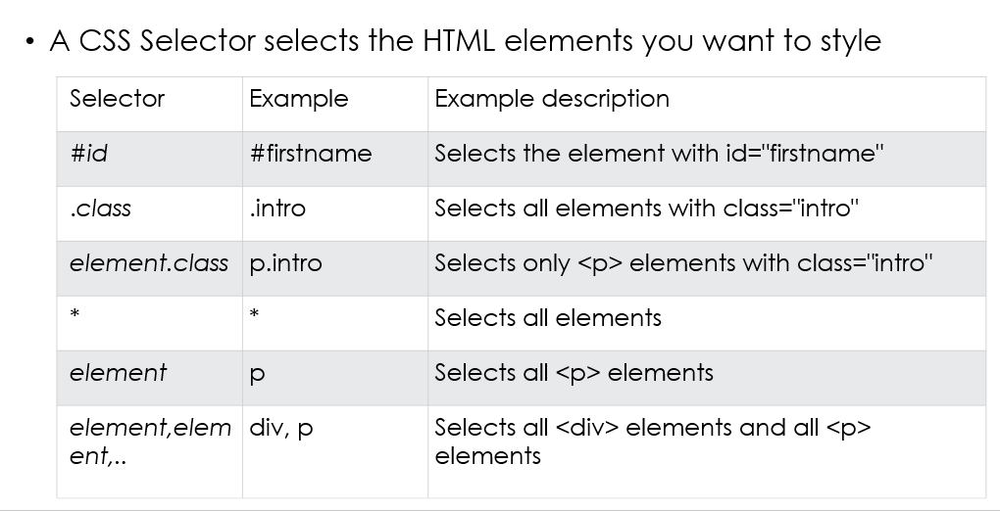 • A CSS Selector selects the HTML elements you want to style
Selector Example Example description
#id #firstname Selects the element with id="firstname"
.class .intro Selects all elements with class="intro"
element.class p.intro Selects only <p> elements with class="intro"
* * Selects all elements
element p Selects all <p> elements
element,elem div, p Selects all <div> elements and all <p>
ent,.. elements